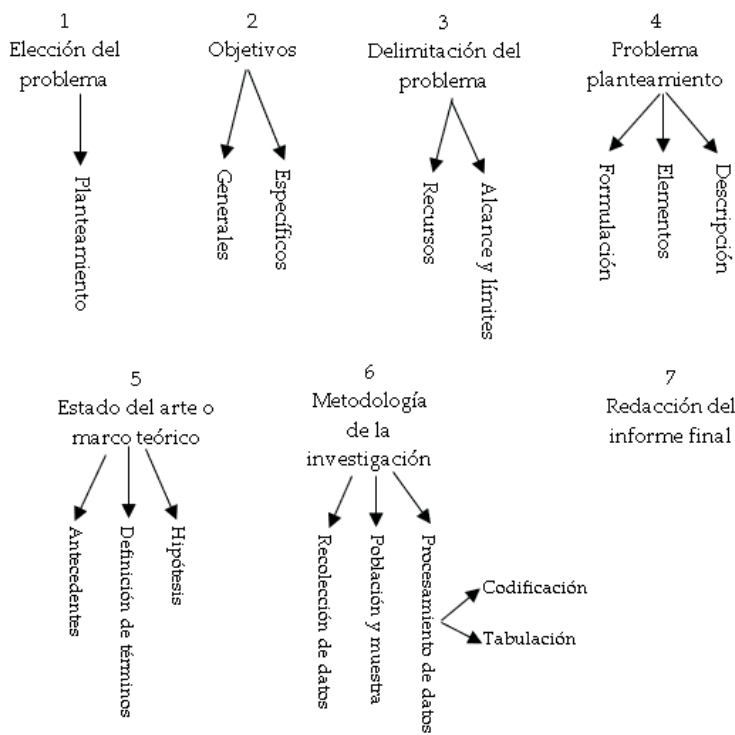 1
Elección del
problema
Planteamiento
2
Objetivos
Generales
Específicos
3
Delimitación del
problema
Recursos
Alcance y límites
4
Problema
planteamiento
Formulación
Elementos
Descripción
5
Estado del arte o
marco teórico
Antecedentes
Definición de términos
Hipótesis
6
Metodología
de la
investigación
Recolección de datos
Población y muestra
Procesamiento de datos
Codificación
Tabulación
7
Redacción del
informe final